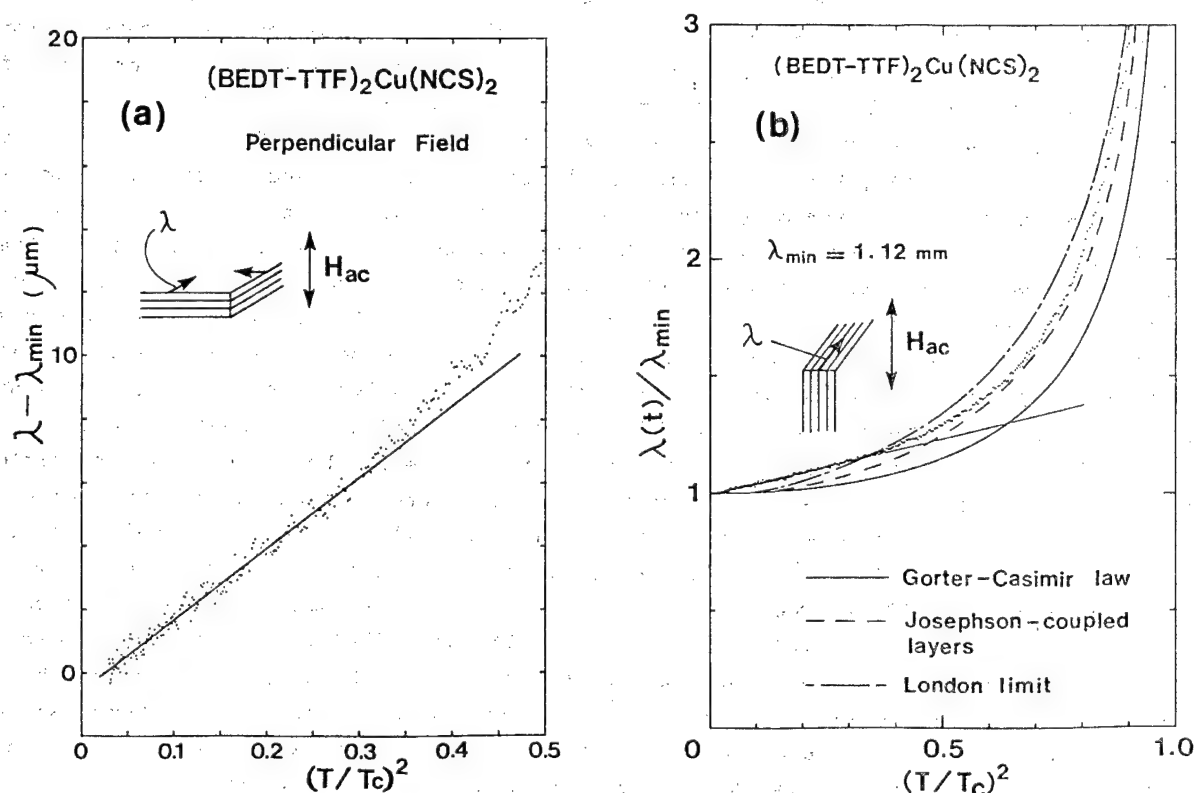 20
(BEDT-TTF)₂Cu(NCS)₂
(a)
Perpendicular Field
λ
Hac
λ − λmin (μm)
10
0
0
0.1
0.2
0.3
0.4
0.5
(T/Tc)²
3
(BEDT-TTF)₂Cu(NCS)₂
(b)
2
λmin = 1.12 mm
λ
Hac
λ(t)/λmin
1
Gorter-Casimir law
Josephson-coupled
layers
London limit
0
0.5
1.0
(T/Tc)²